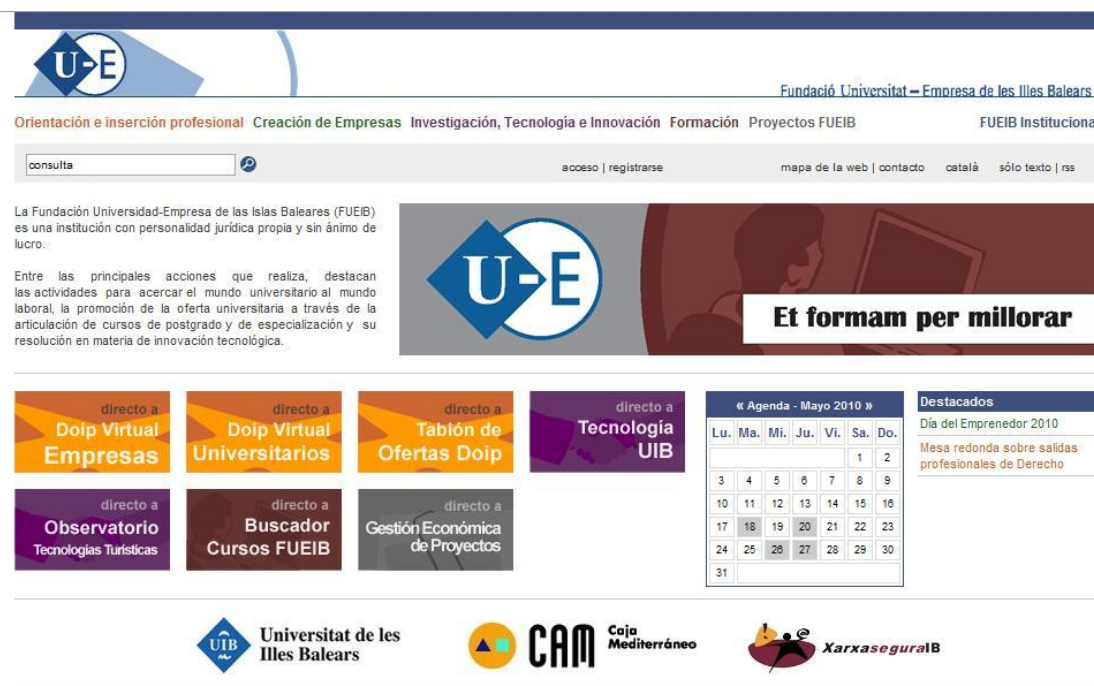 U-E
Fundació Universitat – Empresa de les Illes Balears
Orientación e inserción profesional Creación de Empresas Investigación, Tecnología e Innovación Formación Proyectos FUEIB FUEIB Instituciona
consulta
acceso | registrarse mapa de la web | contacto català sólo texto | rss
La Fundación Universidad-Empresa de las Islas Baleares (FUEIB)
es una institución con personalidad jurídica propia y sin ánimo de
lucro.
Entre las principales acciones que realiza, destacan
las actividades para acercar el mundo universitario al mundo
laboral, la promoción de la oferta universitaria a través de la
articulación de cursos de postgrado y de especialización y su
resolución en materia de innovación tecnológica.
U-E
Et formam per millorar
directo a
Doip Virtual
Empresas
directo a
Doip Virtual
Universitarios
directo a
Tablón de
Ofertas Doip
directo a
Tecnología
UIB
directo a
Observatorio
Tecnologías Turísticas
directo a
Buscador
Cursos FUEIB
directo a
Gestión Económica
de Proyectos
« Agenda - Mayo 2010 »
Lu. Ma. Mi. Ju. Vi. Sa. Do.
1 2
3 4 5 6 7 8 9
10 11 12 13 14 15 16
17 18 19 20 21 22 23
24 25 26 27 28 29 30
31
Destacados
Día del Emprenedor 2010
Mesa redonda sobre salidas
profesionales de Derecho
UIB
Universitat de les
Illes Balears
CAM
Caja
Mediterráneo
XarxaseguraIB